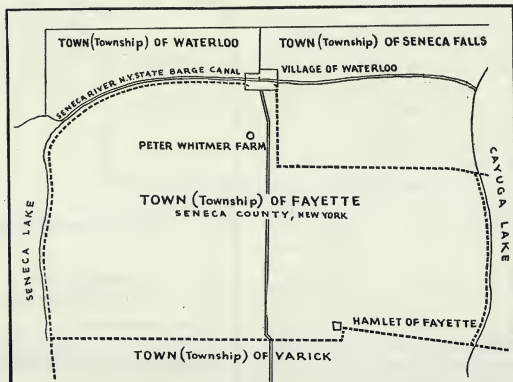 TOWN (Township) OF WATERLOO
TOWN (Township) OF SENECA FALLS
SENECA RIVER N.Y. STATE BARGE CANAL
VILLAGE OF WATERLOO
PETER WHITMER FARM
TOWN (Township) OF FAYETTE
SENECA COUNTY, NEW YORK
SENECA LAKE
CAYUGA LAKE
HAMLET OF FAYETTE
TOWN (Township) OF VARICK